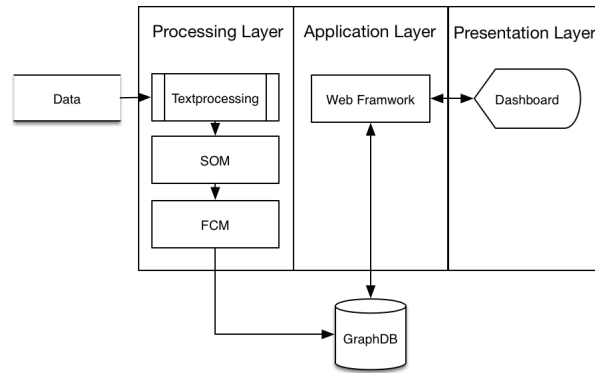 Processing Layer
Application Layer
Presentation Layer
Data
Textprocessing
Web Framwork
Dashboard
SOM
FCM
GraphDB